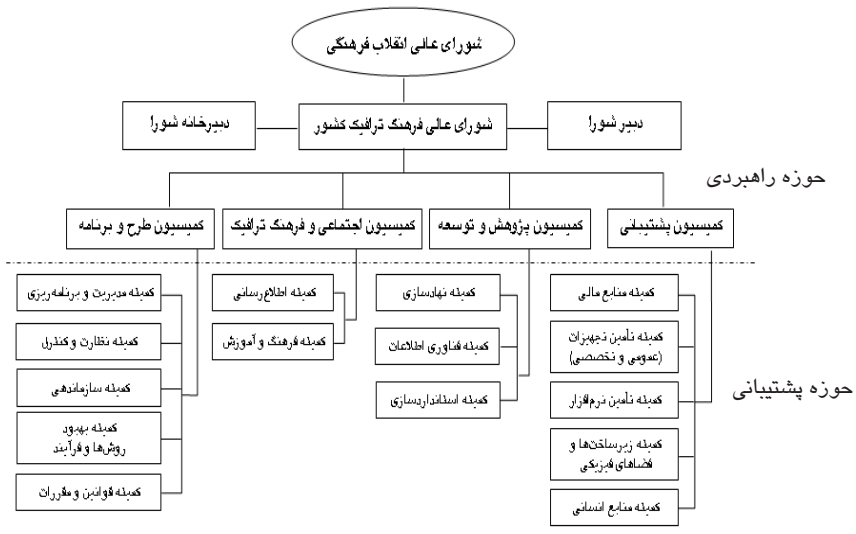 شورای عالی انقلاب فرهنگی
دبیر شورا
شورای عالی فرهنگ ترافیک کشور
دبیرخانه شورا
حوزه راهبردی
کمیسیون پشتیبانی
کمیسیون پژوهش و توسعه
کمیسیون اجتماعی و فرهنگ ترافیک
کمیسیون طرح و برنامه
حوزه پشتیبانی
کمیته منابع مالی
کمیته تأمین تجهیزات
(عمومی و تخصصی)
کمیته تأمین نرم‌افزار
کمیته زیرساخت‌ها و
فضاهای فیزیکی
کمیته منابع انسانی
کمیته نهادسازی
کمیته فناوری اطلاعات
کمیته استانداردسازی
کمیته اطلاع‌رسانی
کمیته فرهنگ و آموزش
کمیته مدیریت و برنامه‌ریزی
کمیته نظارت و کنترل
کمیته سازماندهی
کمیته بهبود
روش‌ها و فرآیند
کمیته قوانین و مقررات